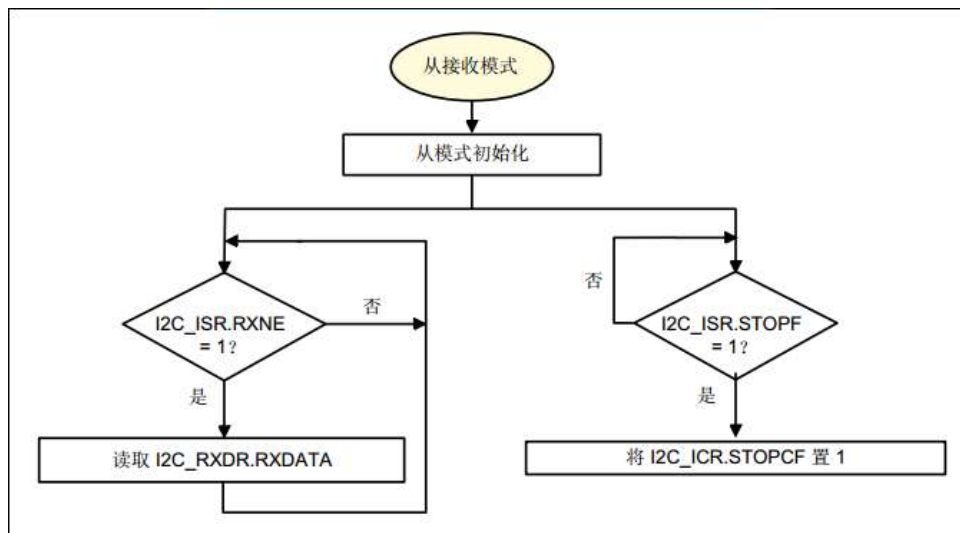 从接收模式
从模式初始化
否
否
I2C_ISR.RXNE
= 1?
I2C_ISR.STOPF
= 1?
是
是
读取 I2C_RXDR.RXDATA
将 I2C_ICR.STOPCF 置 1